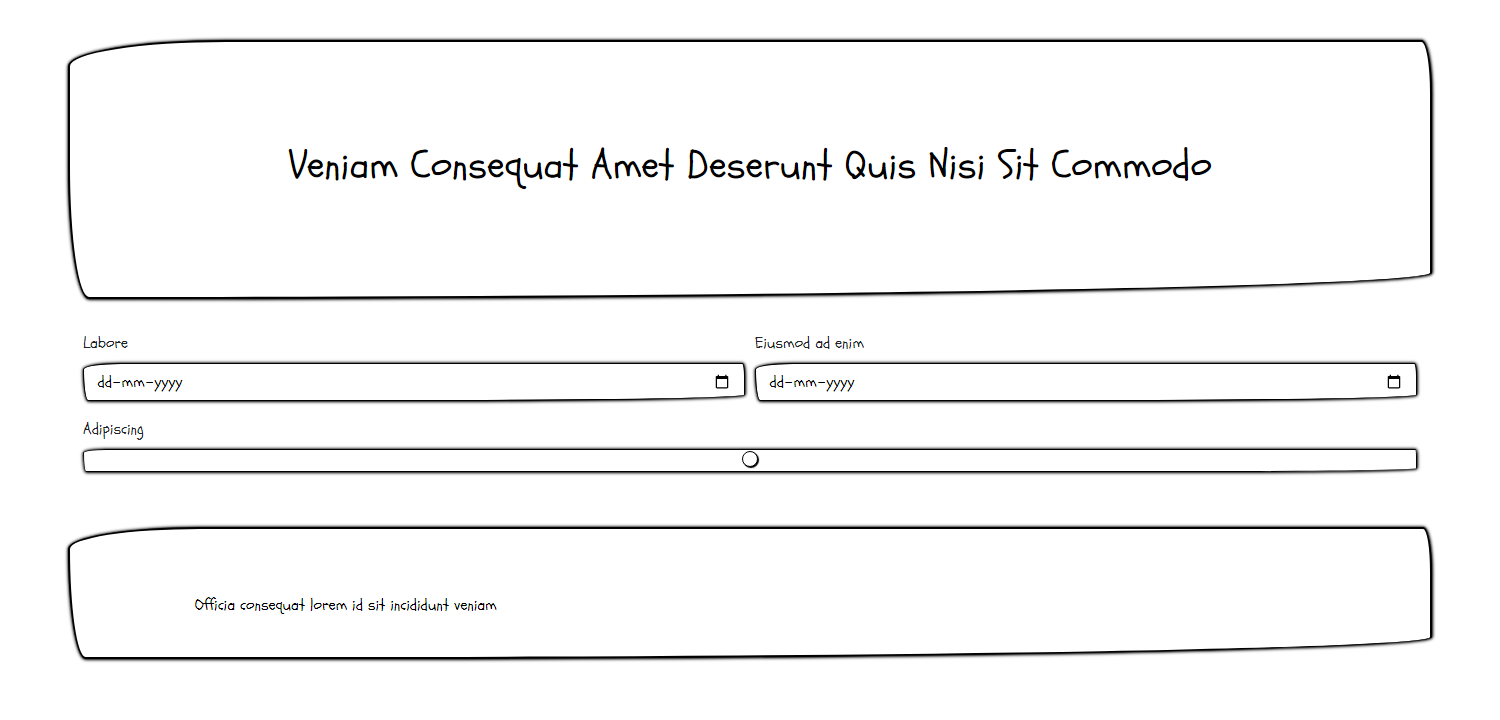 Veniam Consequat Amet Deserunt Quis Nisi Sit Commodo
Labore
Eiusmod ad enim
dd-mm-yyyy
dd-mm-yyyy
Adipiscing
Officia consequat lorem id sit incididunt veniam